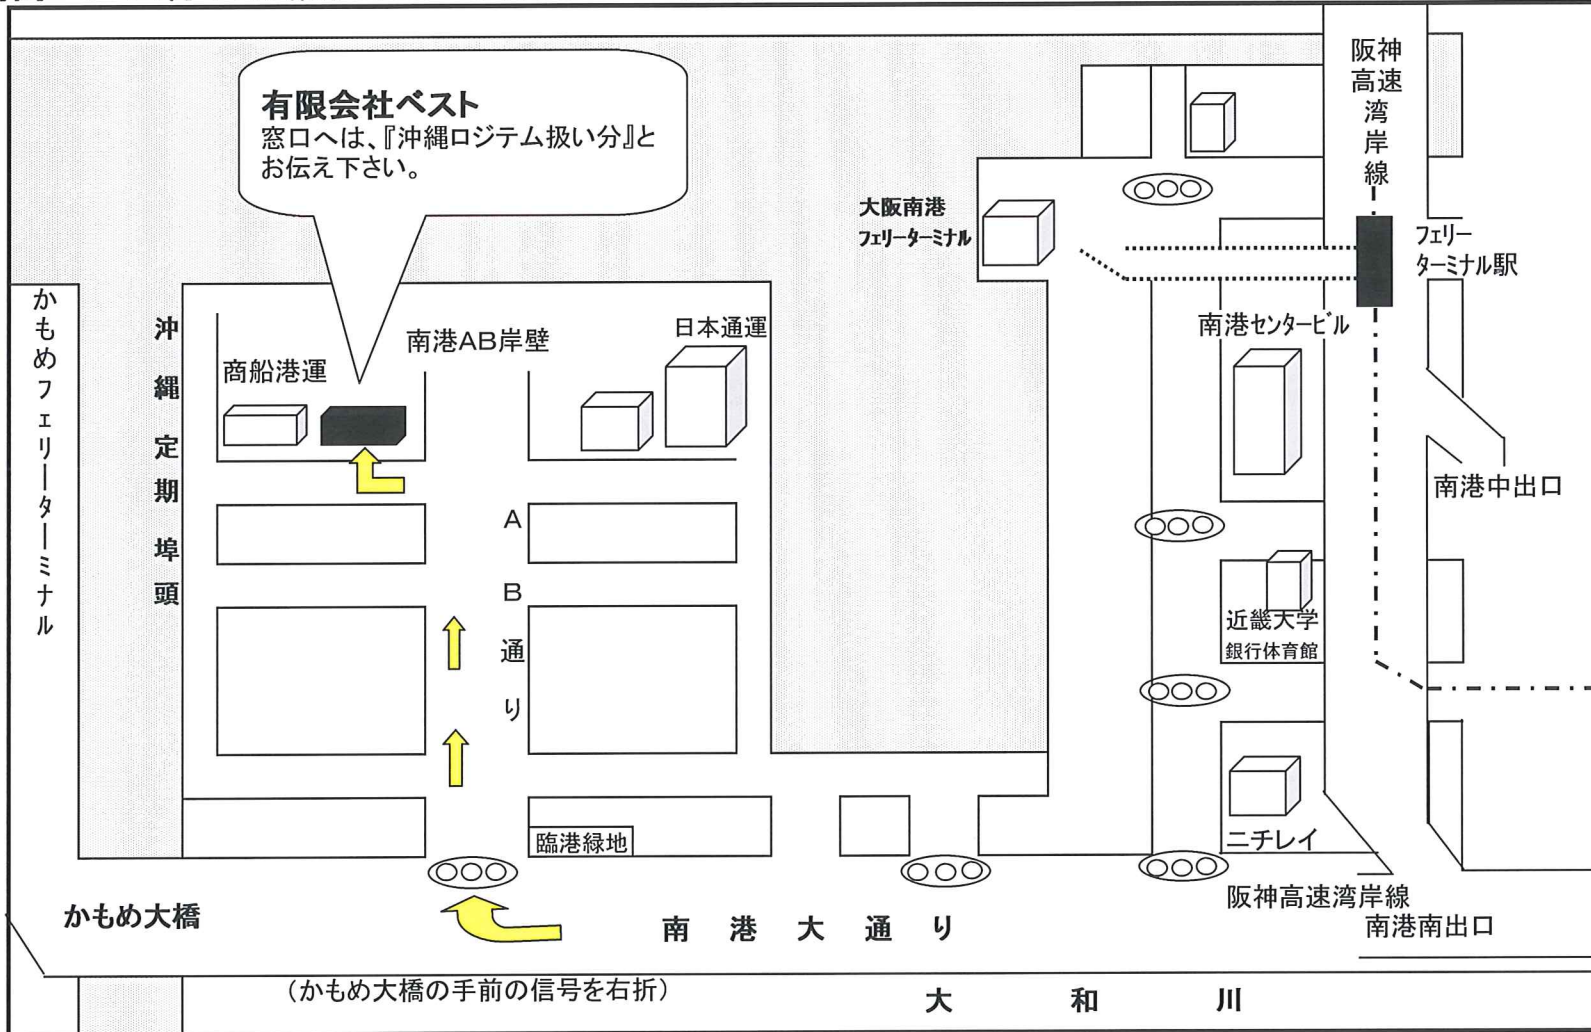 有限会社ベスト
窓口へは、『沖縄ロジテム扱い分』と
お伝え下さい。
阪神
高速
湾
岸
線
大阪南港
フェリーターミナル
フェリー
ターミナル駅
かもめフェリーターミナル
沖縄定期埠頭
商船港運
南港AB岸壁
日本通運
南港センタービル
南港中出口
AB通り
近畿大学
銀行体育館
臨港緑地
ニチレイ
かもめ大橋
南港大通り
阪神高速湾岸線
南港南出口
(かもめ大橋の手前の信号を右折)
大和川